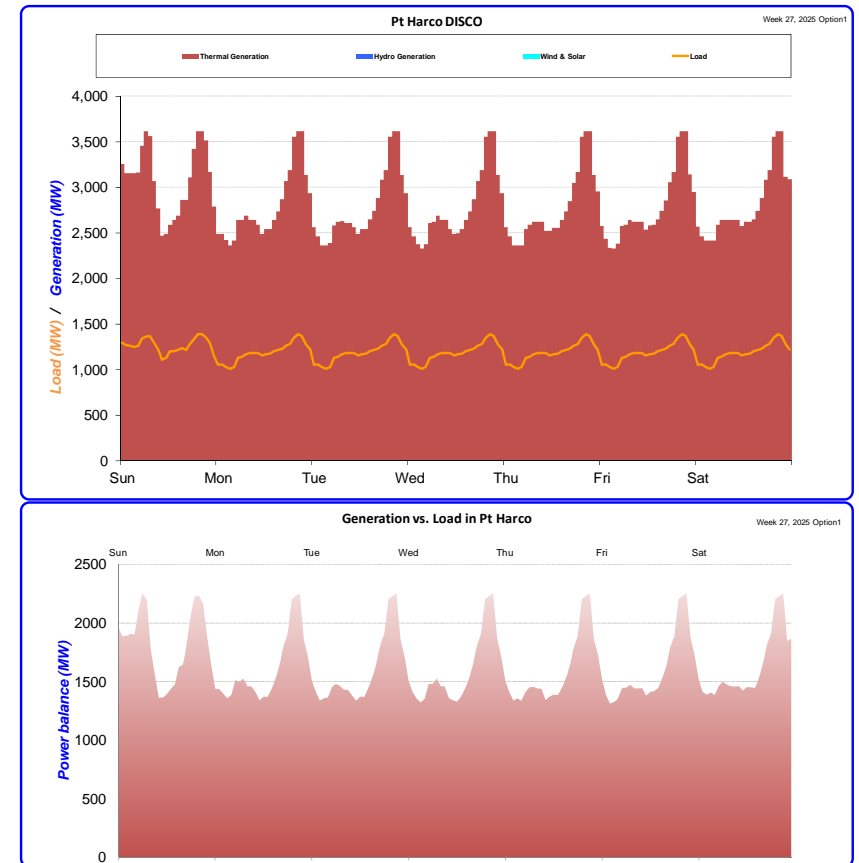 Pt Harco DISCO
Week 27, 2025 Option1
Thermal Generation Hydro Generation Wind & Solar Load
4,000
3,500
3,000
2,500
2,000
1,500
1,000
500
0
Load (MW) / Generation (MW)
Sun Mon Tue Wed Thu Fri Sat
Generation vs. Load in Pt Harco
Week 27, 2025 Option1
Sun Mon Tue Wed Thu Fri Sat
2500
2000
1500
1000
500
0
Power balance (MW)